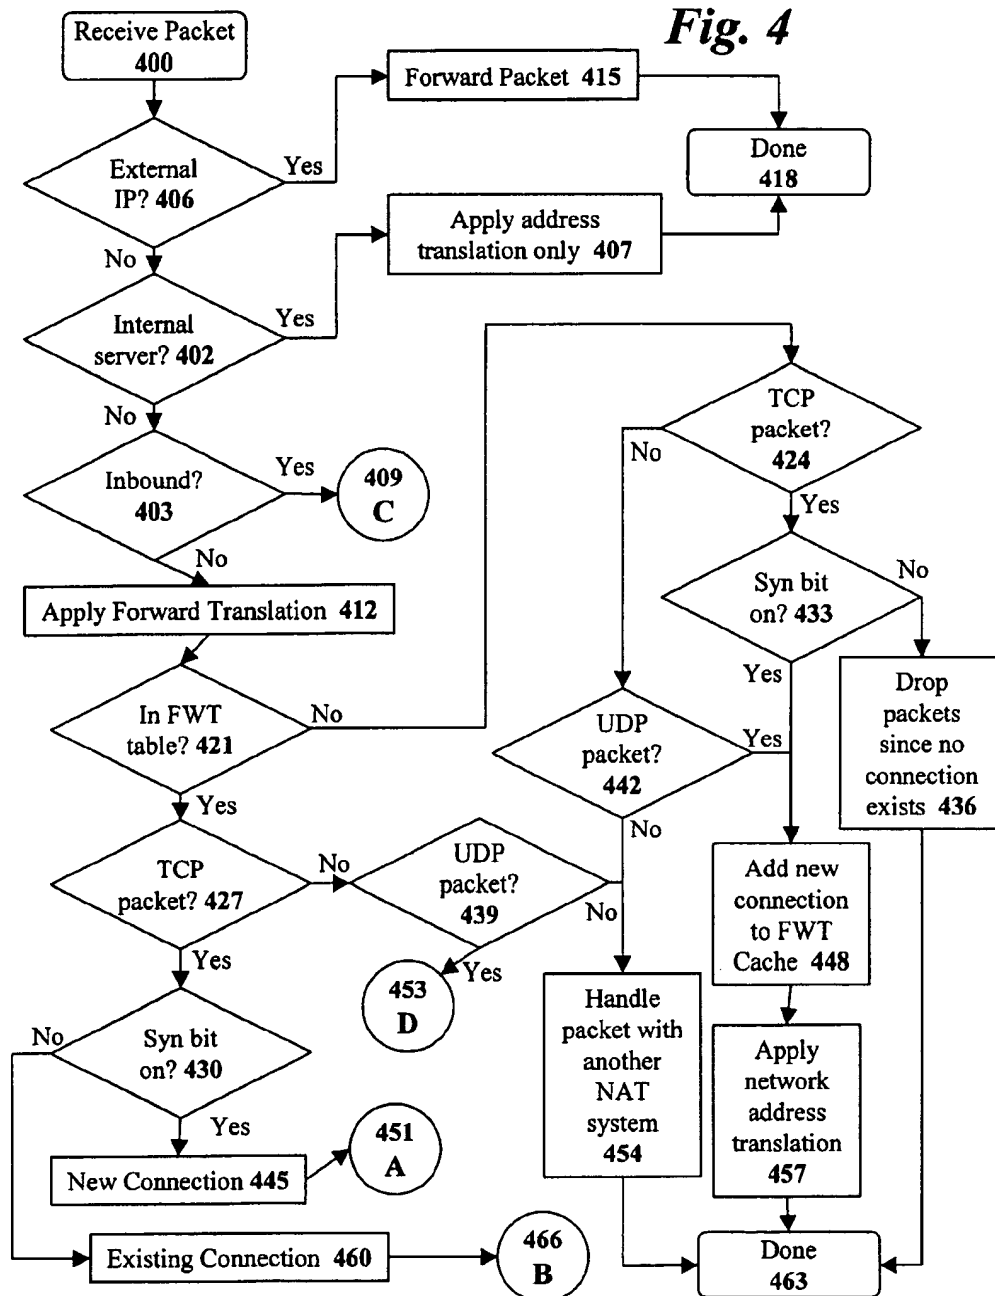 Fig. 4
Receive Packet
400
Forward Packet 415
Yes
External
IP? 406
Done
418
Apply address
translation only 407
No
Yes
Internal
server? 402
No
TCP
packet?
424
No
Yes
Inbound?
403
Yes
409
C
No
Syn bit
on? 433
No
Yes
Apply Forward Translation 412
Drop
packets
since no
connection
exists 436
In FWT
table? 421
No
UDP
packet?
442
Yes
No
Yes
TCP
packet? 427
No
UDP
packet?
439
No
Yes
Add new
connection
to FWT
Cache 448
Yes
453
D
Handle
packet with
another
NAT
system
454
Apply
network
address
translation
457
No
Syn bit
on? 430
Yes
451
A
New Connection 445
Existing Connection 460
466
B
Done
463